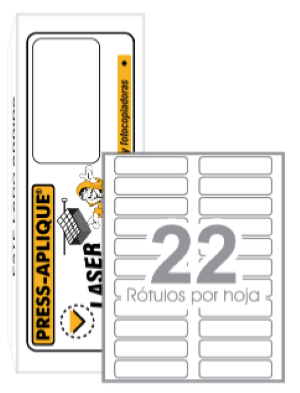 PRESS-APLIQUE®
LASER
y fotocopiadoras
22
Rótulos por hoja